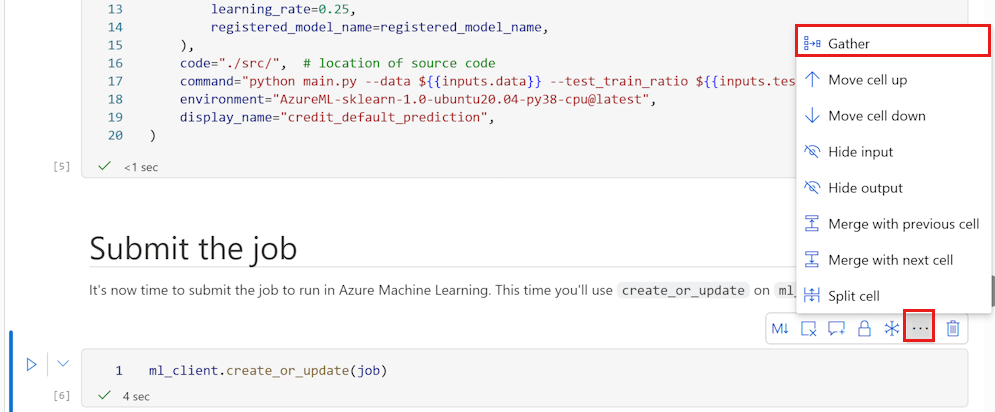 13 learning_rate=0.25,
14 registered_model_name=registered_model_name,
15 ),
16 code="./src/", # location of source code
17 command="python main.py --data ${{inputs.data}} --test_train_ratio ${{inputs.tes
18 environment="AzureML-sklearn-1.0-ubuntu20.04-py38-cpu@latest",
19 display_name="credit_default_prediction",
20 )
[5] <1 sec
Gather
Move cell up
Move cell down
Hide input
Hide output
Merge with previous cell
Merge with next cell
Split cell
Submit the job
It's now time to submit the job to run in Azure Machine Learning. This time you'll use create_or_update on ml_
M↓ ...
1 ml_client.create_or_update(job)
[6] 4 sec